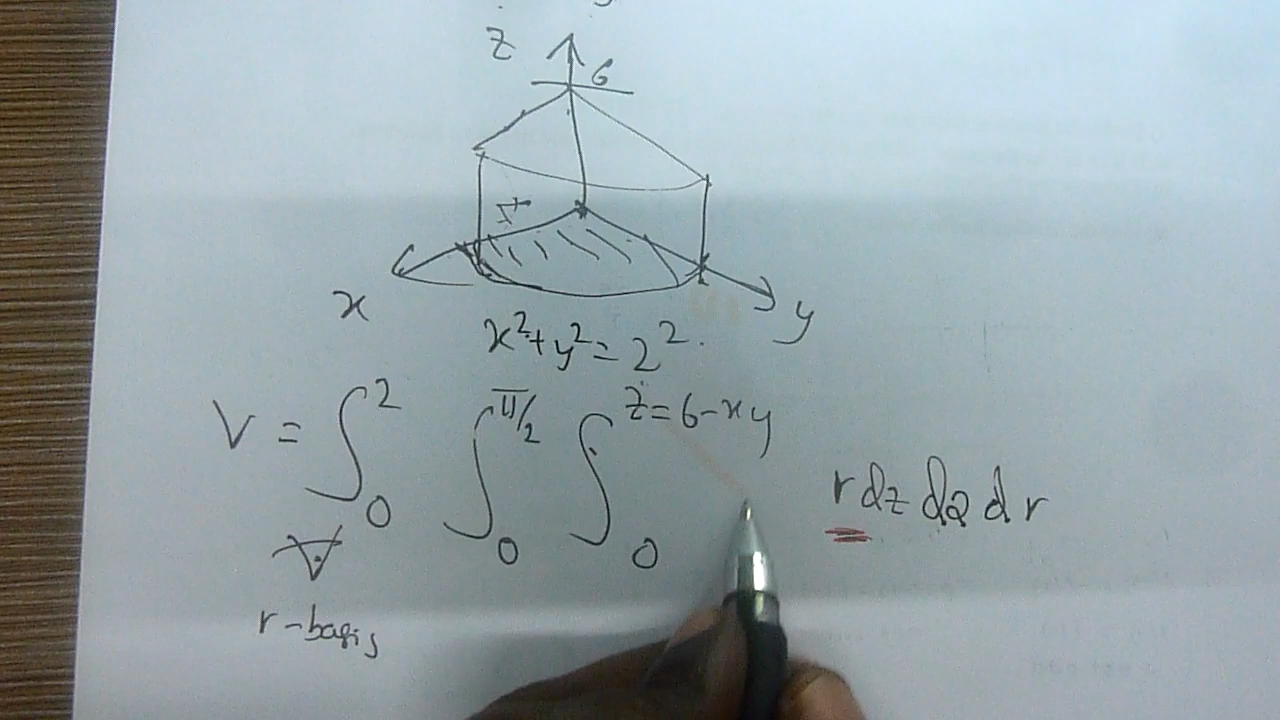 z
6
x
y
x²+y²=2².
V = ∫₀² ∫₀^{π/2} ∫₀^{z=6-xy} r dz dθ dr
r-basis